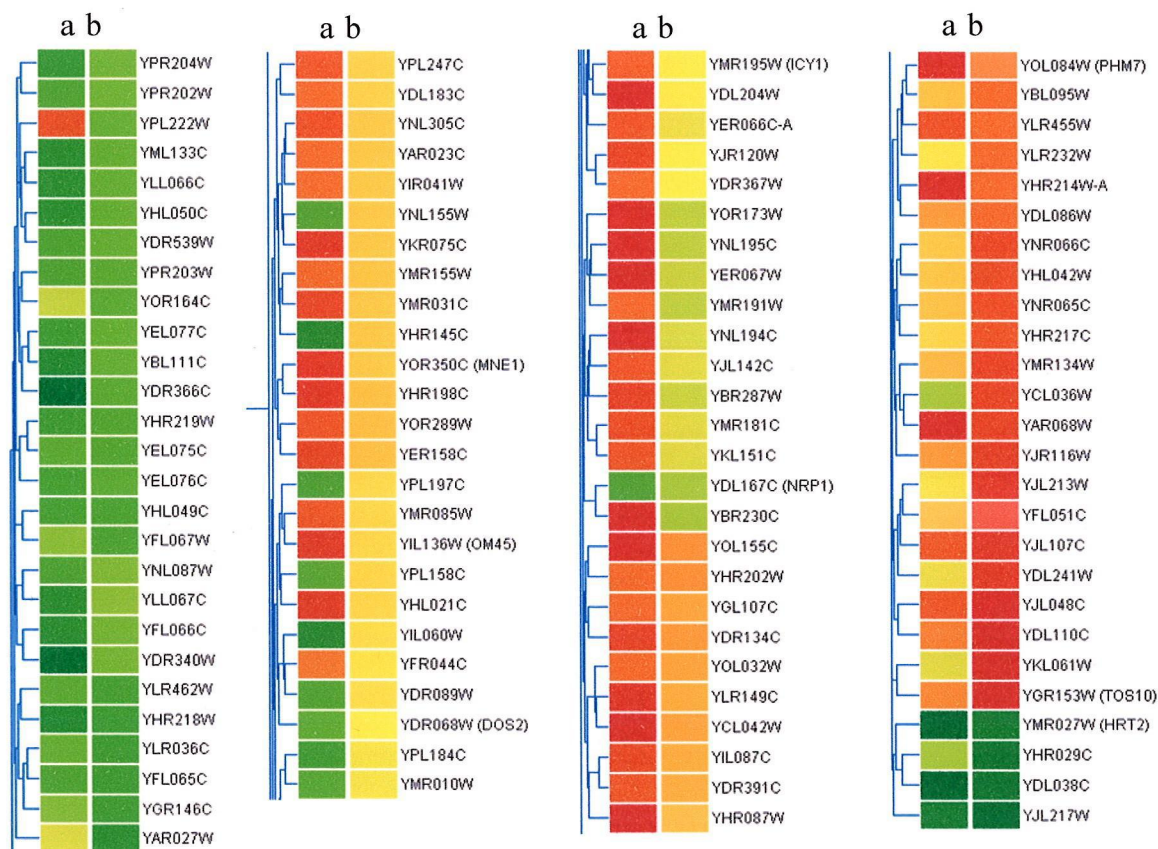 a b
YPR204W
YPR202W
YPL222W
YML133C
YLL066C
YHL050C
YDR539W
YPR203W
YOR164C
YEL077C
YBL111C
YDR366C
YHR219W
YEL075C
YEL076C
YHL049C
YFL067W
YNL087W
YLL067C
YFL066C
YDR340W
YLR462W
YHR218W
YLR036C
YFL065C
YGR146C
YAR027W
a b
YPL247C
YDL183C
YNL305C
YAR023C
YIR041W
YNL155W
YKR075C
YMR155W
YMR031C
YHR145C
YOR350C (MNE1)
YHR198C
YOR289W
YER158C
YPL197C
YMR085W
YIL136W (OM45)
YPL158C
YHL021C
YIL060W
YFR044C
YDR089W
YDR068W (DOS2)
YPL184C
YMR010W
a b
YMR195W (ICY1)
YDL204W
YER066C-A
YJR120W
YDR367W
YOR173W
YNL195C
YER067W
YMR191W
YNL194C
YJL142C
YBR287W
YMR181C
YKL151C
YDL167C (NRP1)
YBR230C
YOL155C
YHR202W
YGL107C
YDR134C
YOL032W
YLR149C
YCL042W
YIL087C
YDR391C
YHR087W
a b
YOL084W (PHM7)
YBL095W
YLR455W
YLR232W
YHR214W-A
YDL086W
YNR066C
YHL042W
YNR065C
YHR217C
YMR134W
YCL036W
YAR068W
YJR116W
YJL213W
YFL051C
YJL107C
YDL241W
YJL048C
YDL110C
YKL061W
YGR153W (TOS10)
YMR027W (HRT2)
YHR029C
YDL038C
YJL217W